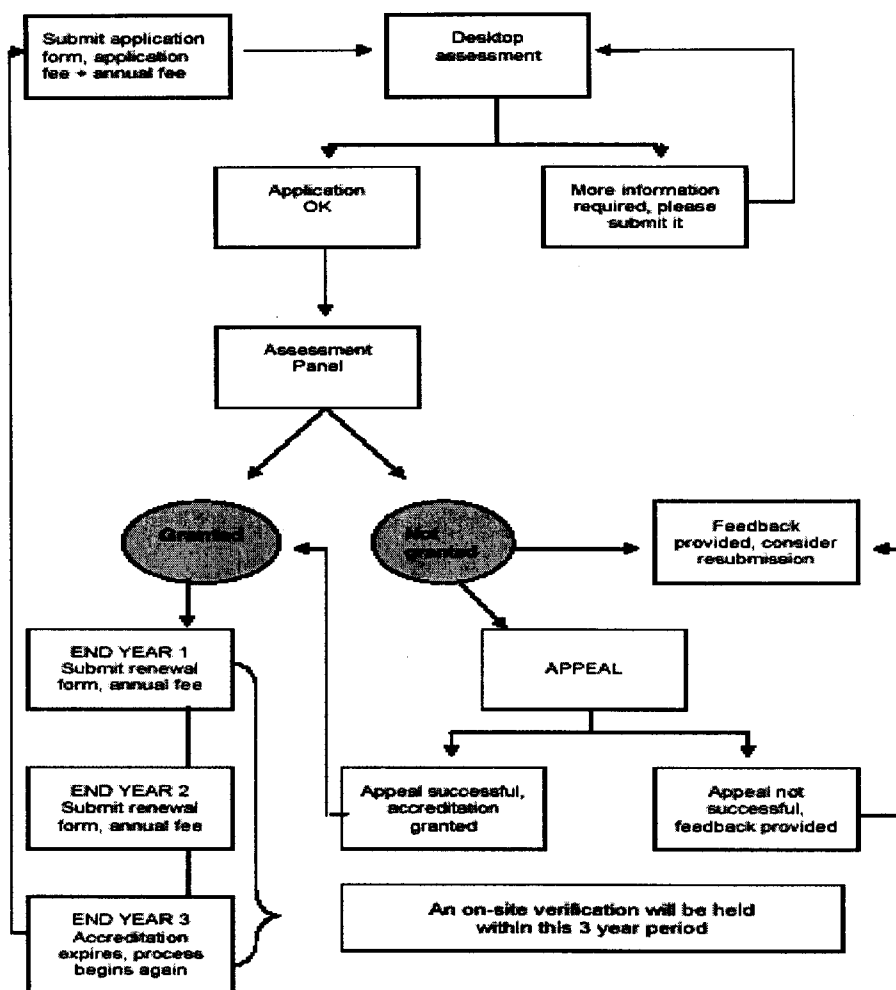 Submit application
form, application
fee + annual fee
Desktop
assessment
Application
OK
More information
required, please
submit it
Assessment
Panel
Granted
Not
granted
Feedback
provided, consider
resubmission
END YEAR 1
Submit renewal
form, annual fee
APPEAL
END YEAR 2
Submit renewal
form, annual fee
Appeal successful,
accreditation
granted
Appeal not
successful,
feedback provided
END YEAR 3
Accreditation
expires, process
begins again
An on-site verification will be held
within this 3 year period